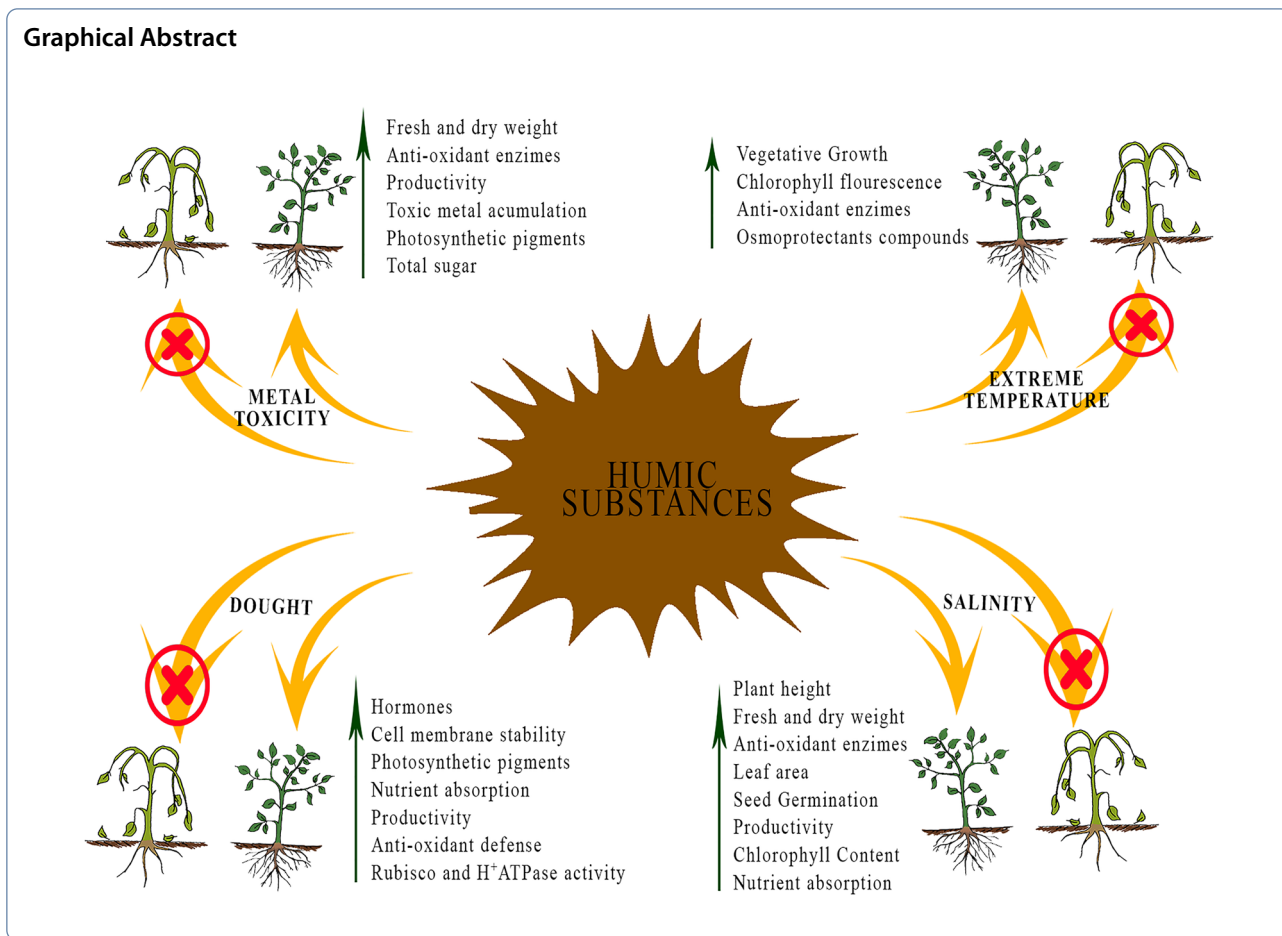 Graphical Abstract
Fresh and dry weight
Anti-oxidant enzimes
Productivity
Toxic metal acumulation
Photosynthetic pigments
Total sugar
Vegetative Growth
Chlorophyll flourescence
Anti-oxidant enzimes
Osmoprotectants compounds
METAL
TOXICITY
EXTREME
TEMPERATURE
HUMIC
SUBSTANCES
DOUGHT
SALINITY
Hormones
Cell membrane stability
Photosynthetic pigments
Nutrient absorption
Productivity
Anti-oxidant defense
Rubisco and H⁺ATPase activity
Plant height
Fresh and dry weight
Anti-oxidant enzimes
Leaf area
Seed Germination
Productivity
Chlorophyll Content
Nutrient absorption